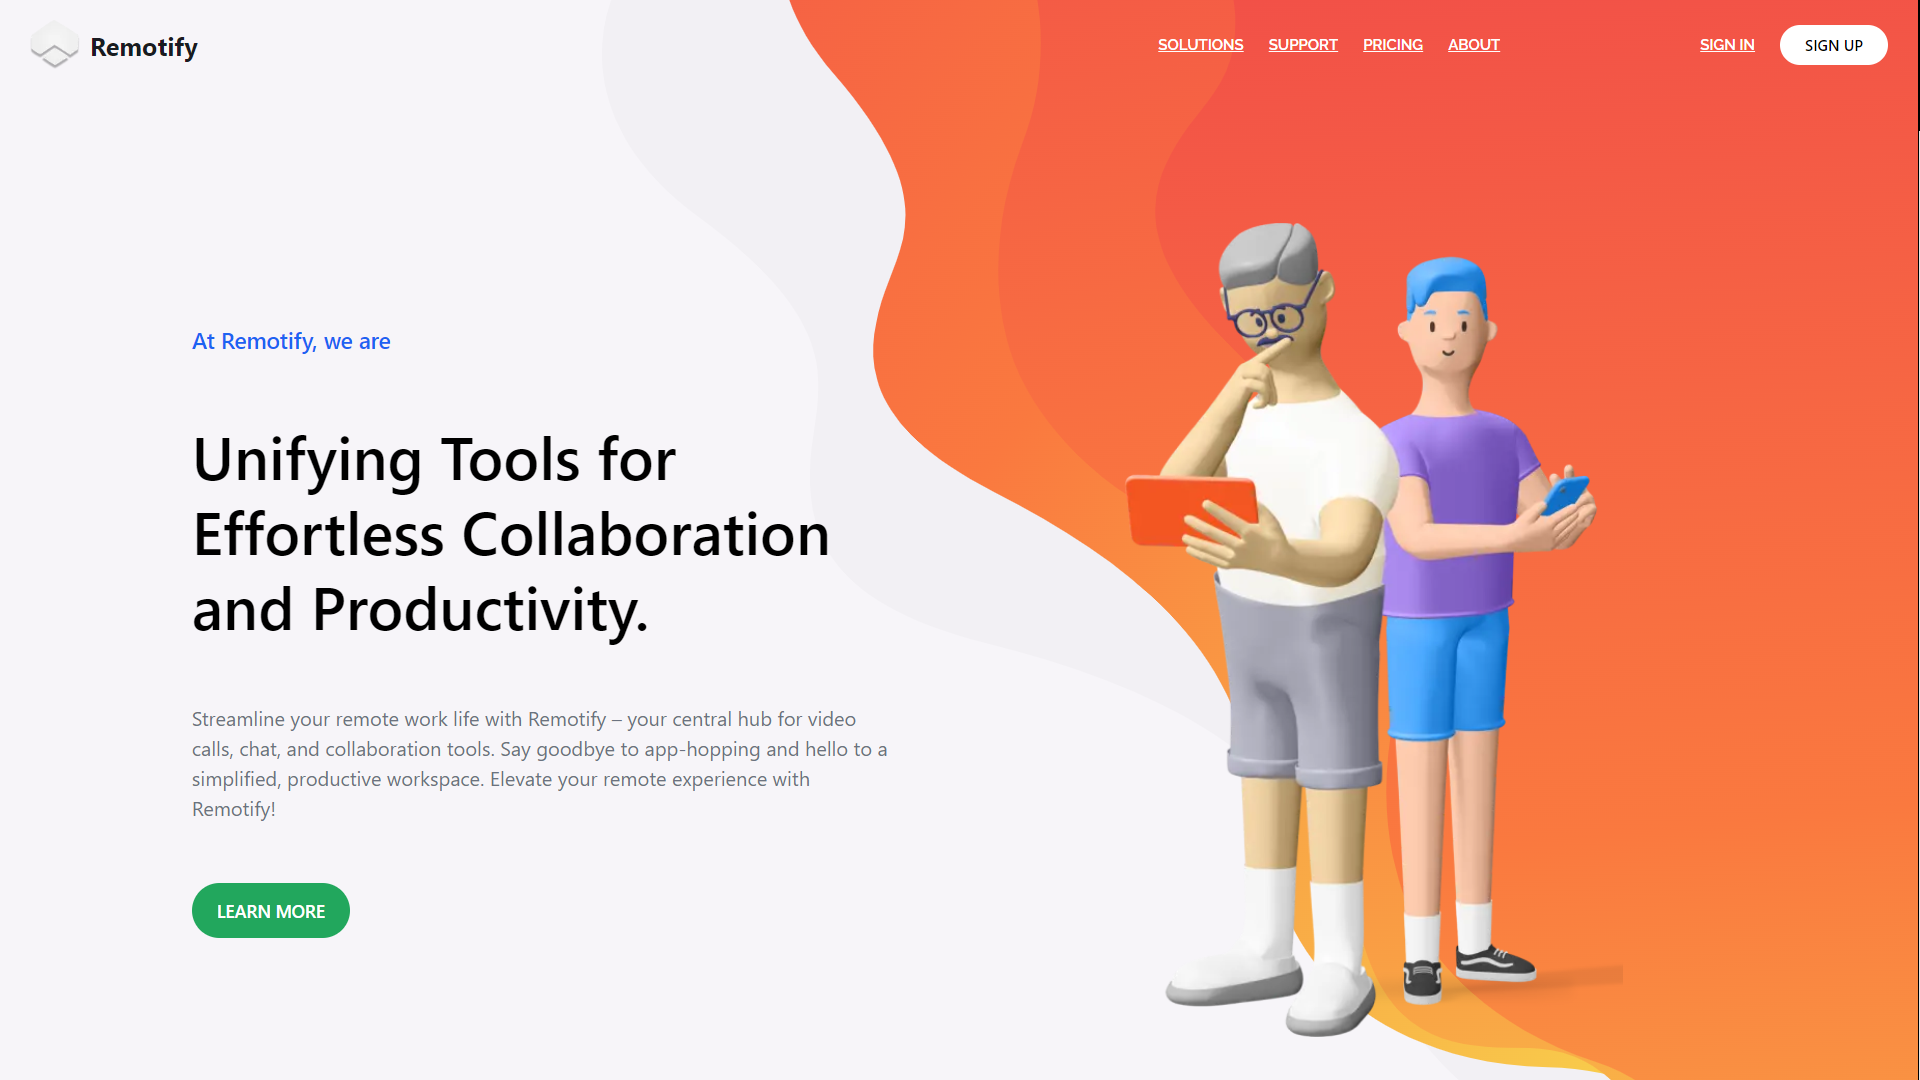 Remotify
SOLUTIONS SUPPORT PRICING ABOUT SIGN IN SIGN UP
At Remotify, we are
Unifying Tools for
Effortless Collaboration
and Productivity.
Streamline your remote work life with Remotify – your central hub for video
calls, chat, and collaboration tools. Say goodbye to app-hopping and hello to a
simplified, productive workspace. Elevate your remote experience with
Remotify!
LEARN MORE